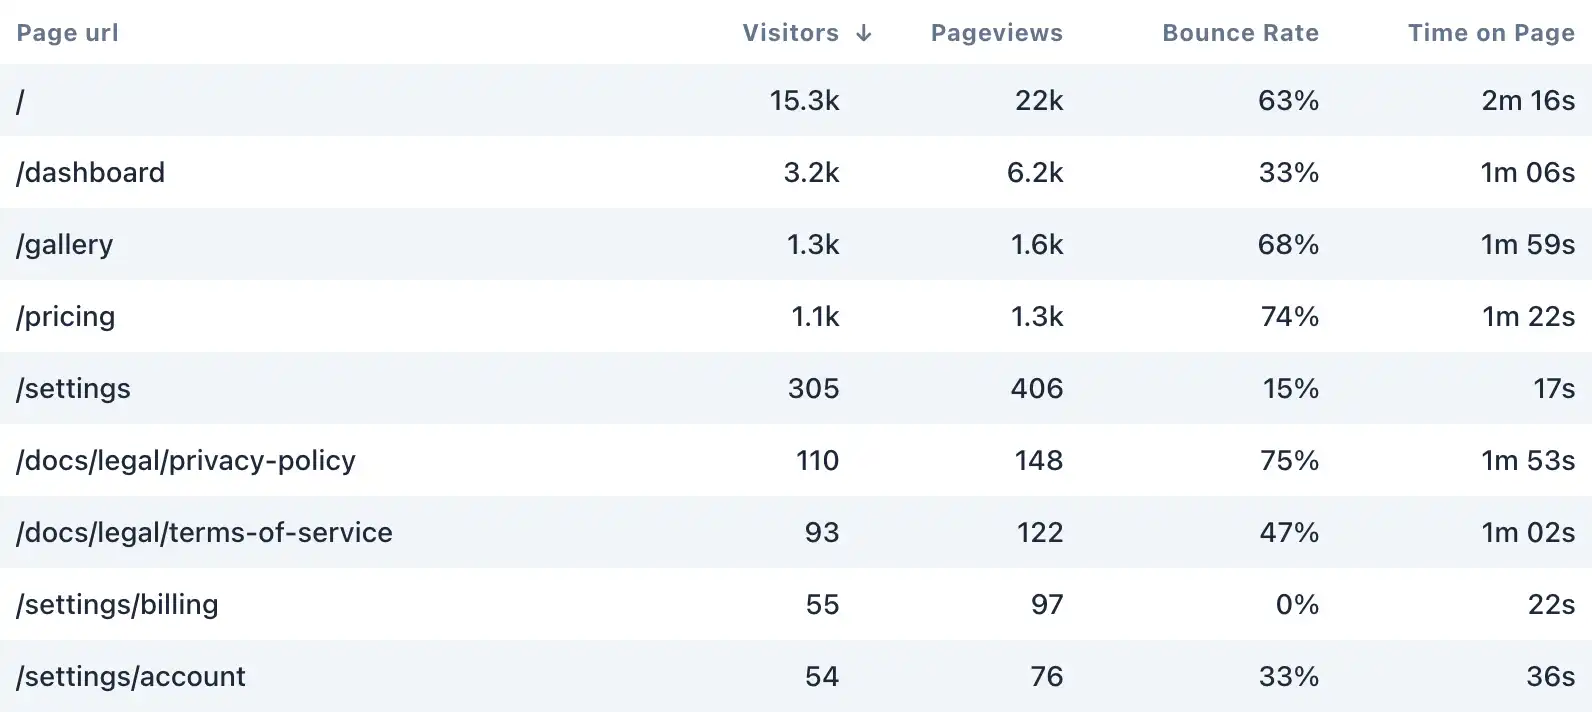 Page url Visitors ↓ Pageviews Bounce Rate Time on Page
/ 15.3k 22k 63% 2m 16s
/dashboard 3.2k 6.2k 33% 1m 06s
/gallery 1.3k 1.6k 68% 1m 59s
/pricing 1.1k 1.3k 74% 1m 22s
/settings 305 406 15% 17s
/docs/legal/privacy-policy 110 148 75% 1m 53s
/docs/legal/terms-of-service 93 122 47% 1m 02s
/settings/billing 55 97 0% 22s
/settings/account 54 76 33% 36s